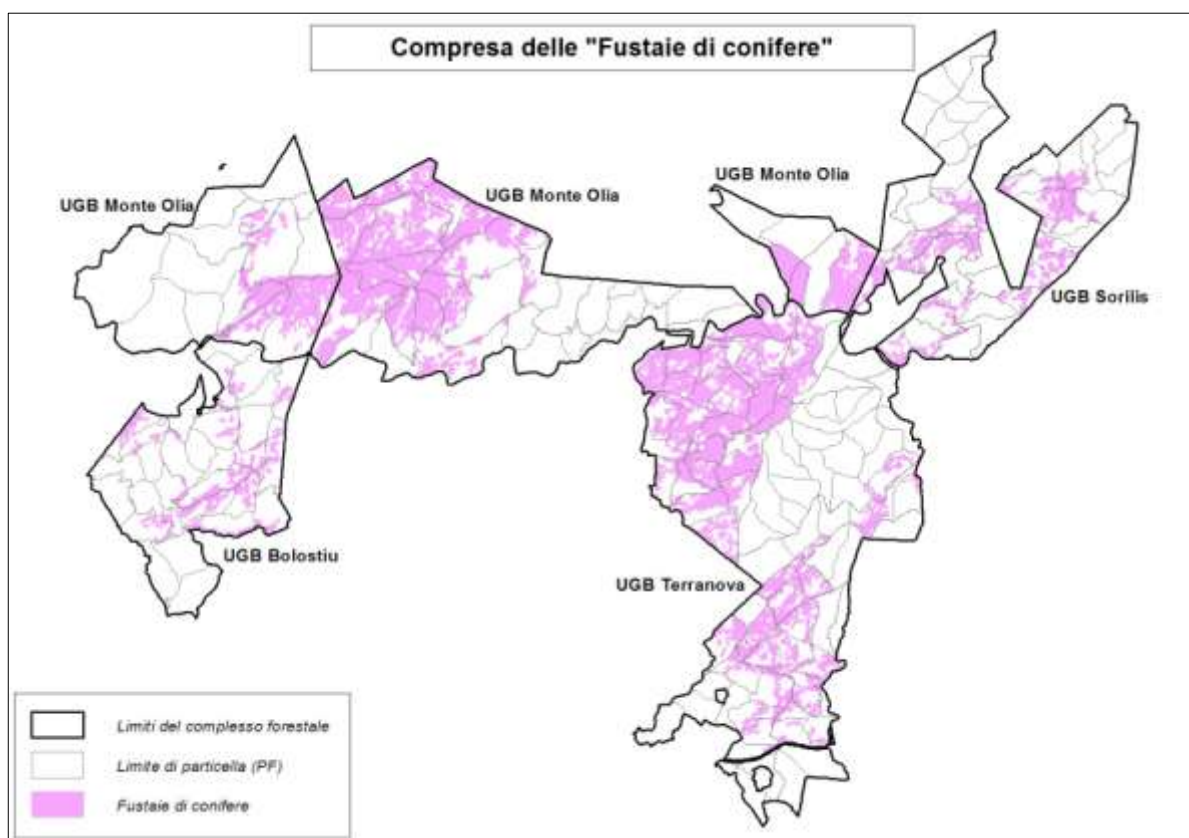 Compresa delle "Fustaie di conifere"
UGB Monte Olia
UGB Monte Olia
UGB Monte Olia
UGB Sorilis
UGB Bolostiu
UGB Terranova
Limiti del complesso forestale
Limite di particella (PF)
Fustaie di conifere